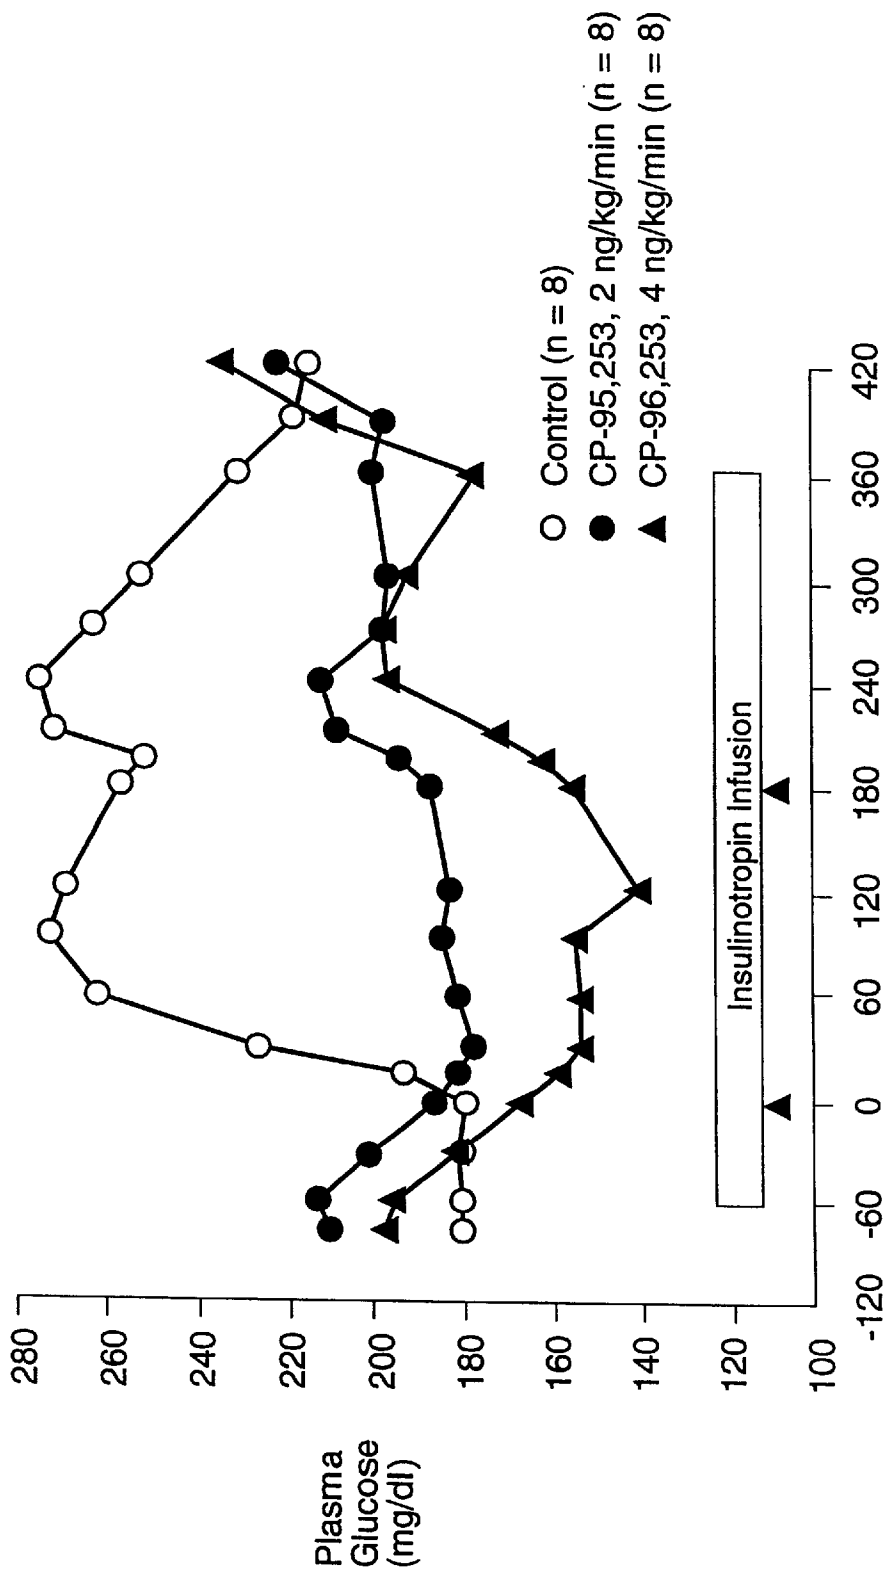 Plasma
Glucose
(mg/dl)
280
260
240
220
200
180
160
140
120
100
Control (n = 8)
CP-95,253, 2 ng/kg/min (n = 8)
CP-96,253, 4 ng/kg/min (n = 8)
Insulinotropin Infusion
-120
-60
0
60
120
180
240
300
360
420